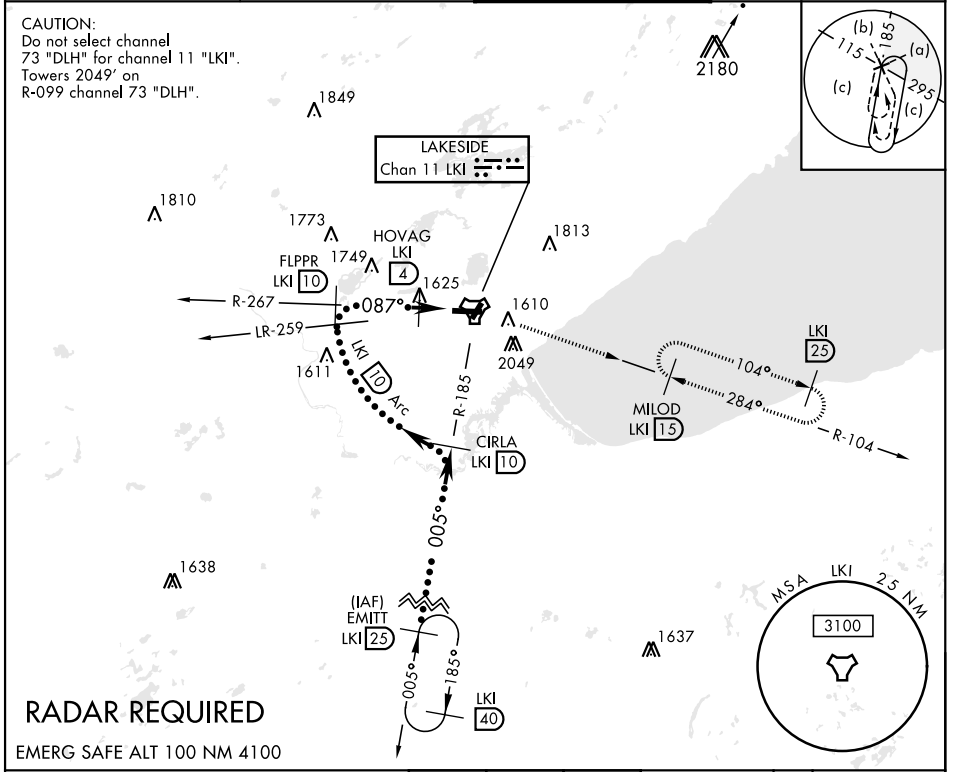 CAUTION:
Do not select channel
73 "DLH" for channel 11 "LKI".
Towers 2049' on
R-099 channel 73 "DLH".
2180
(b)
185
(a)
115
295
(c)
(c)
1849
LAKESIDE
Chan 11 LKI
1810
1773
1749
HOVAG
LKI
4
1813
FLPPR
LKI 10
1625
R-267
087°
1610
LR-259
1611
2049
LKI
25
LKI 10 Arc
R-185
104°
284°
MILOD
LKI 15
R-104
CIRLA
LKI 10
005°
1638
(IAF)
EMITT
LKI 25
1637
005°
185°
LKI
40
MSA LKI 25 NM
3100
RADAR REQUIRED
EMERG SAFE ALT 100 NM 4100